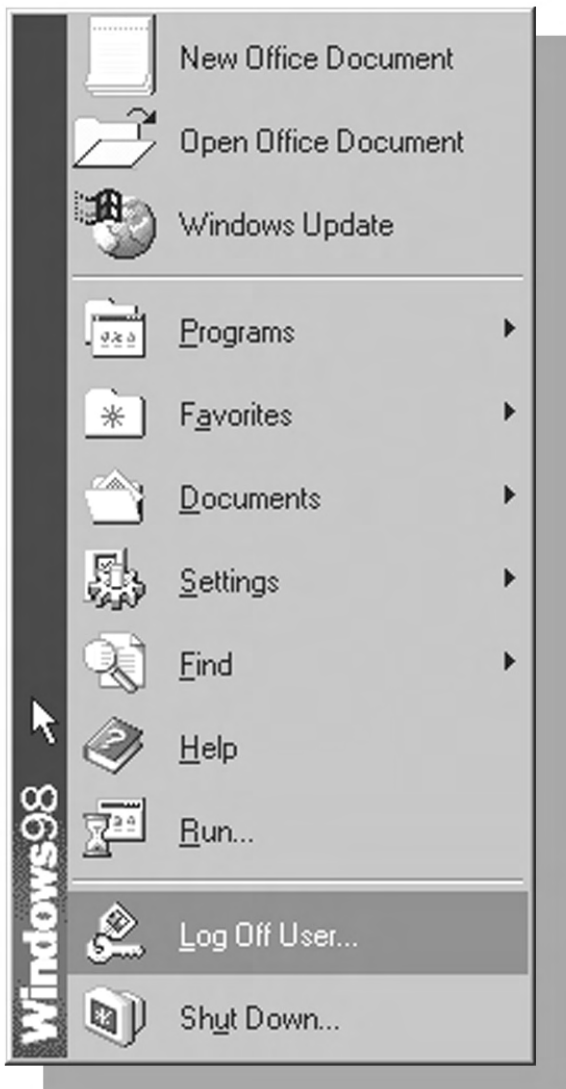 New Office Document
Open Office Document
Windows Update
Programs
Favorites
Documents
Settings
Find
Help
Run...
Log Off User...
Shut Down...
Windows98